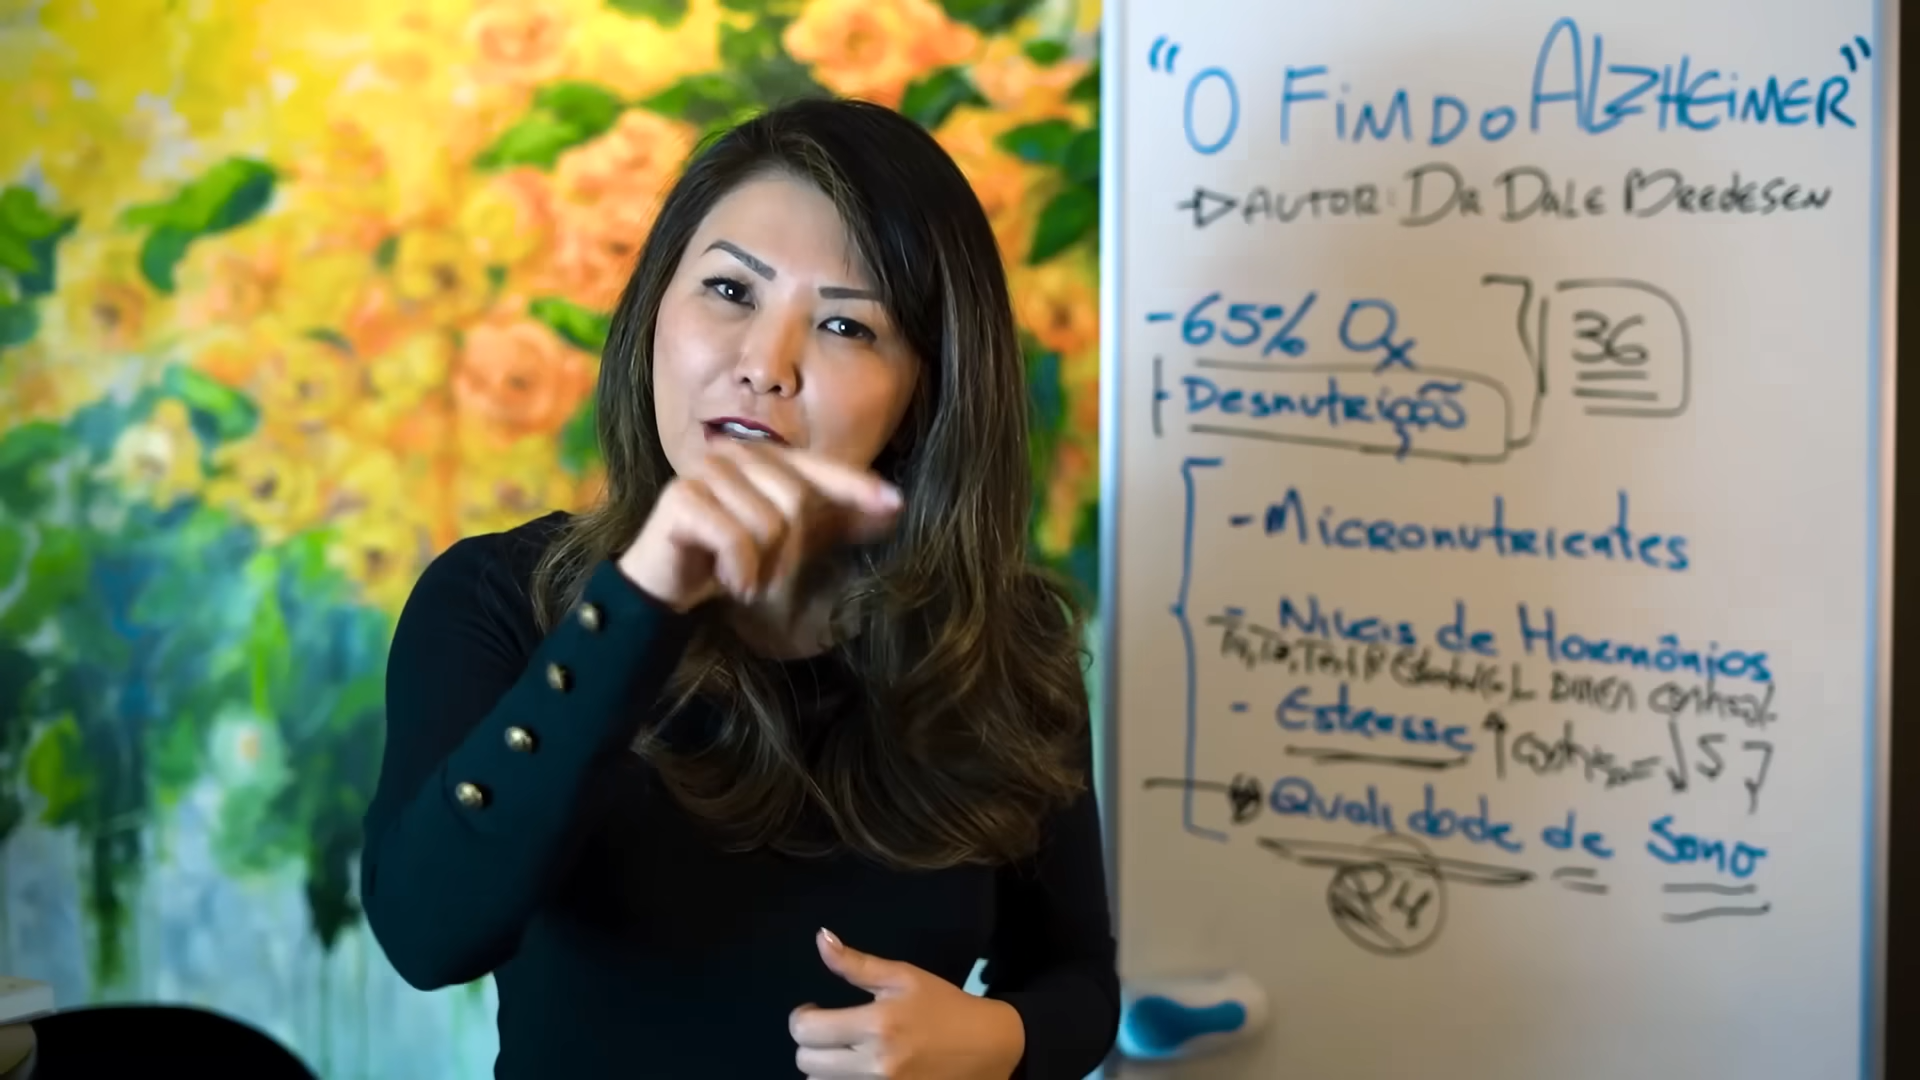 "O FIM DO ALZHEIMER"
AUTOR: DR DALE BREDESEN
- 65% Ox
36
- Desnutrição
- Micronutrientes
- Níveis de Hormônios
- Estresse ↑
Qualidade de Sono